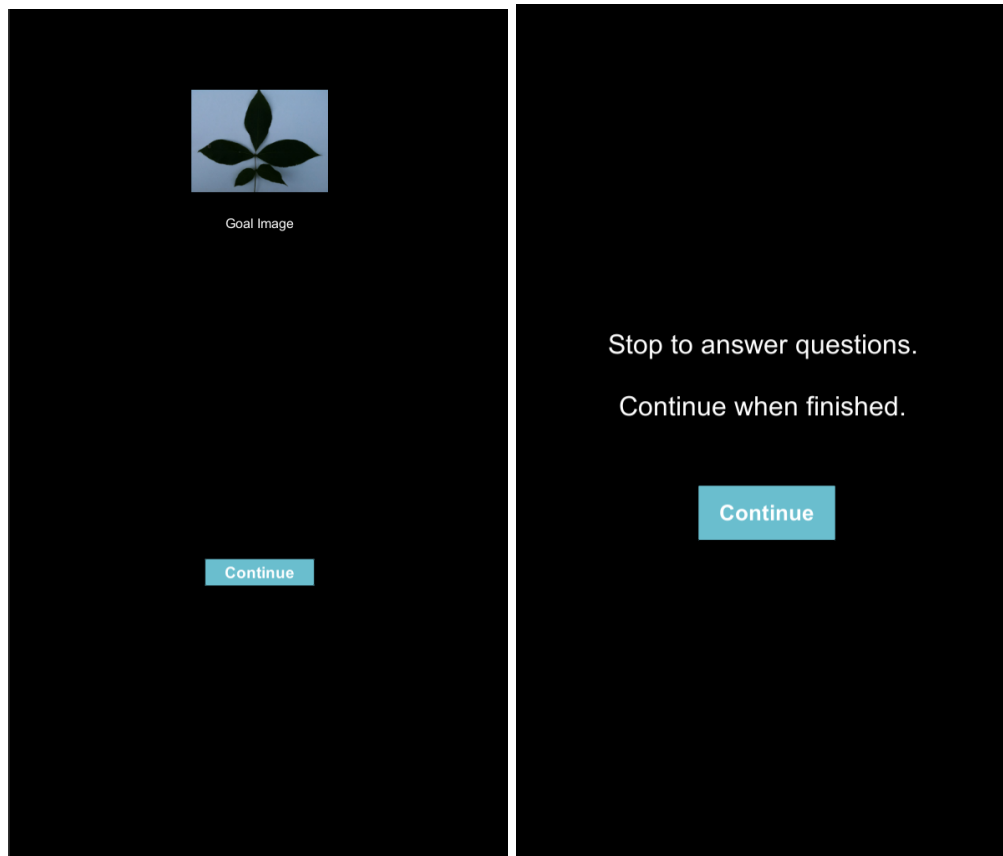 Goal Image
Continue
Stop to answer questions.
Continue when finished.
Continue